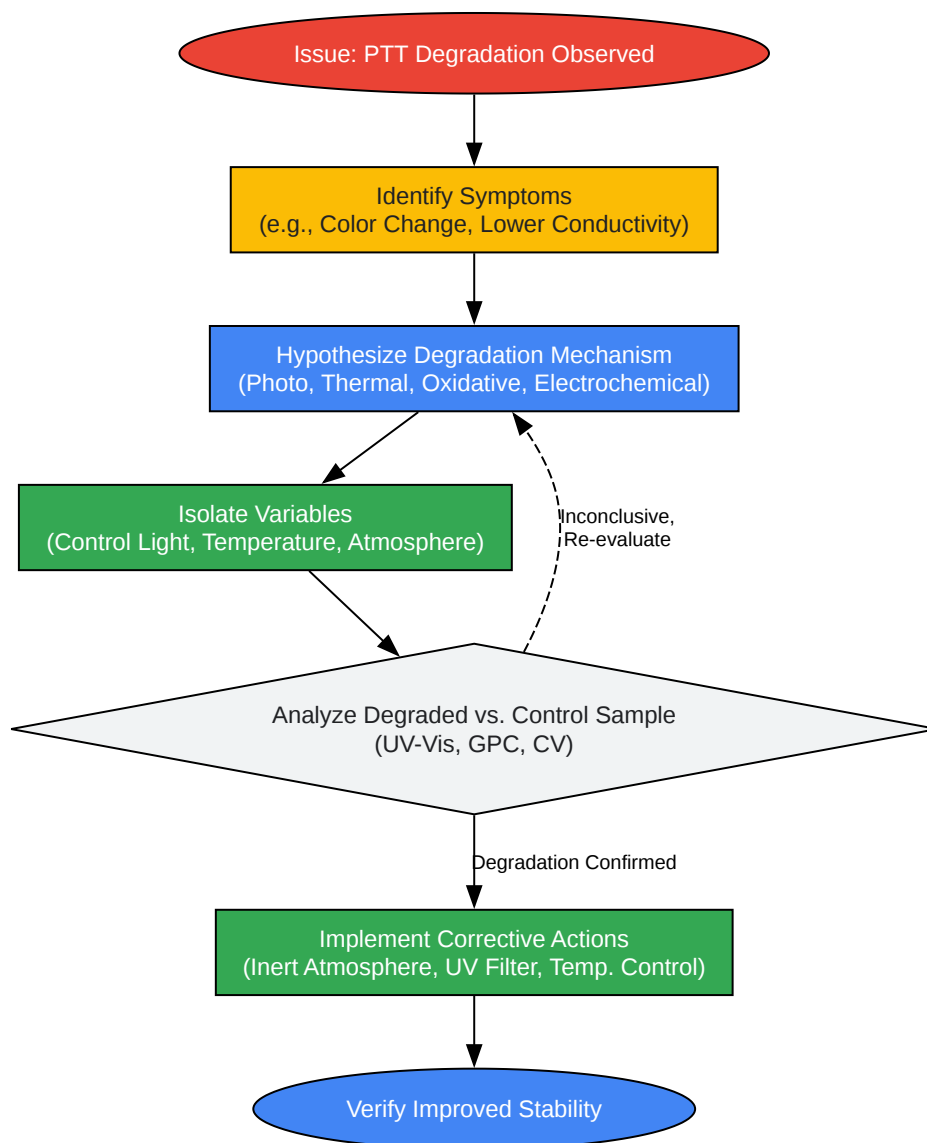 Issue: PTT Degradation Observed
Identify Symptoms
(e.g., Color Change, Lower Conductivity)
Hypothesize Degradation Mechanism
(Photo, Thermal, Oxidative, Electrochemical)
Isolate Variables
(Control Light, Temperature, Atmosphere)
Inconclusive,
Re-evaluate
Analyze Degraded vs. Control Sample
(UV-Vis, GPC, CV)
Degradation Confirmed
Implement Corrective Actions
(Inert Atmosphere, UV Filter, Temp. Control)
Verify Improved Stability